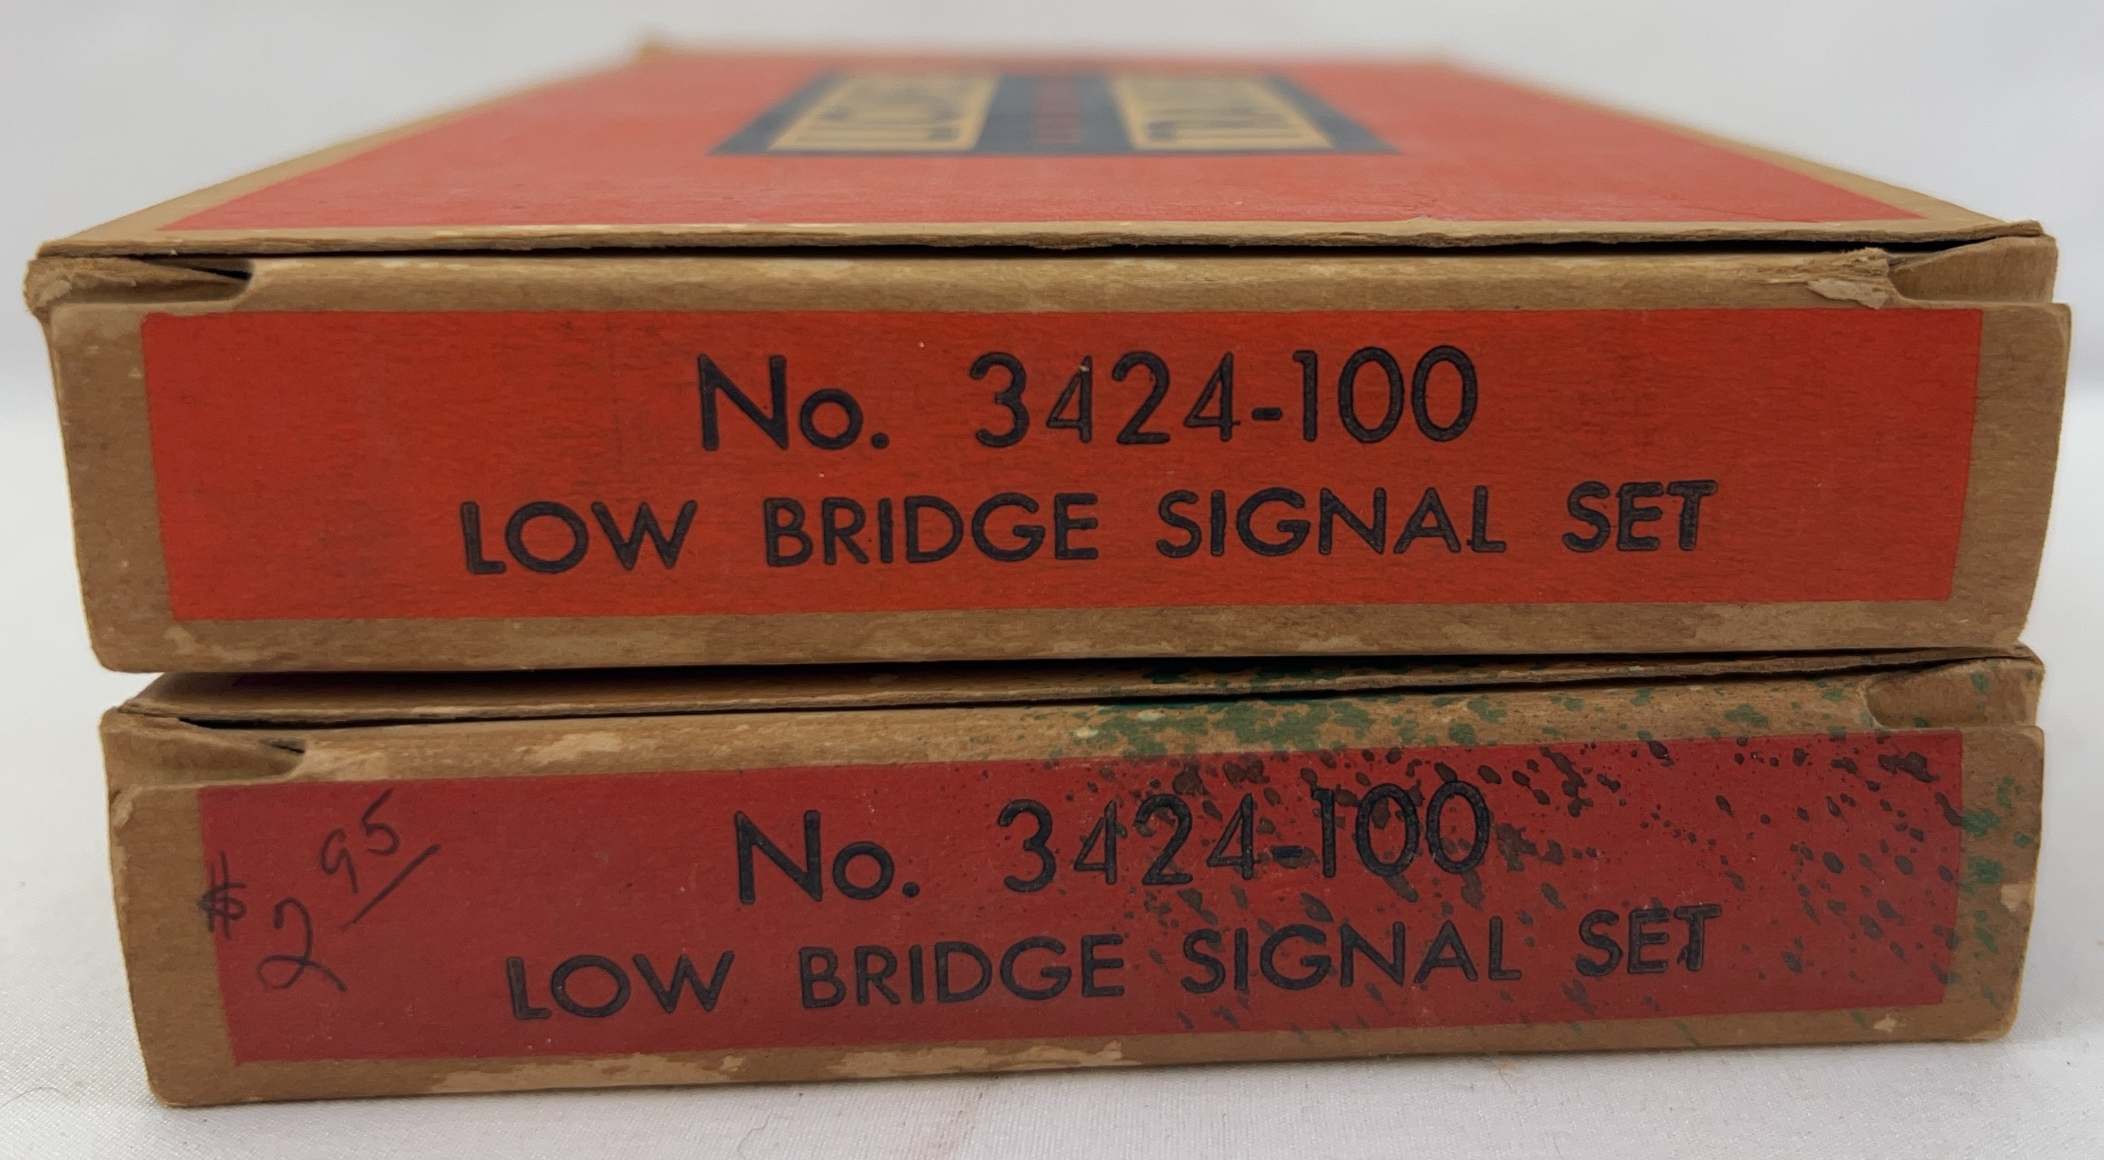 No. 3424-100
LOW BRIDGE SIGNAL SET
$ 2 95
No. 3424-100
LOW BRIDGE SIGNAL SET